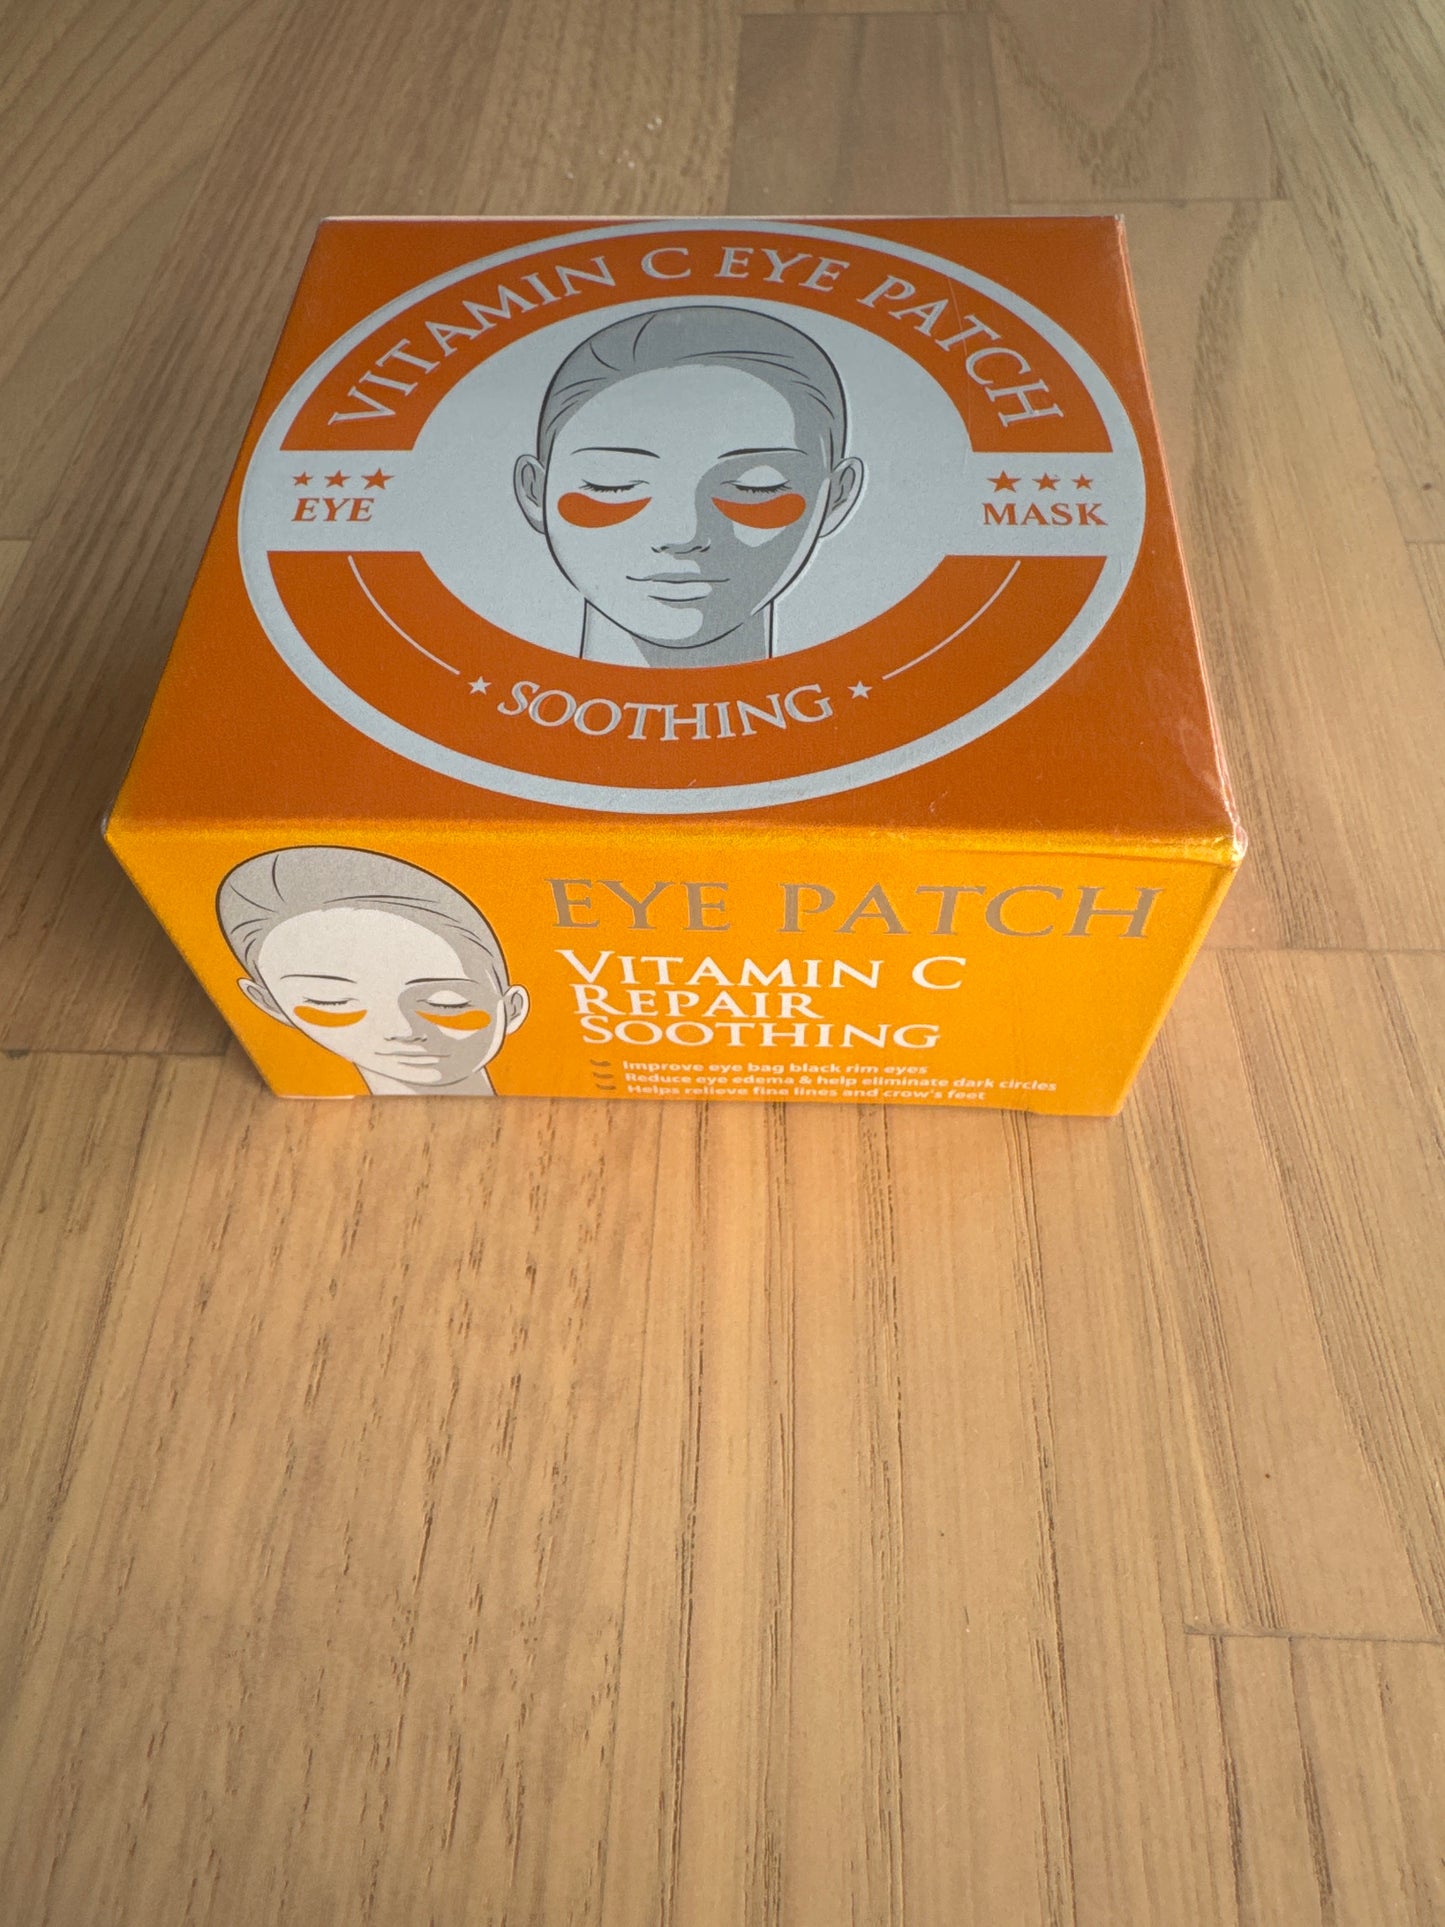 VITAMIN C EYE PATCH
EYE
MASK
SOOTHING
EYE PATCH
VITAMIN C
REPAIR
SOOTHING
Improve eye bag black rim eyes
Reduce eye edema & help eliminate dark circles
Helps relieve fine lines and crow's feet